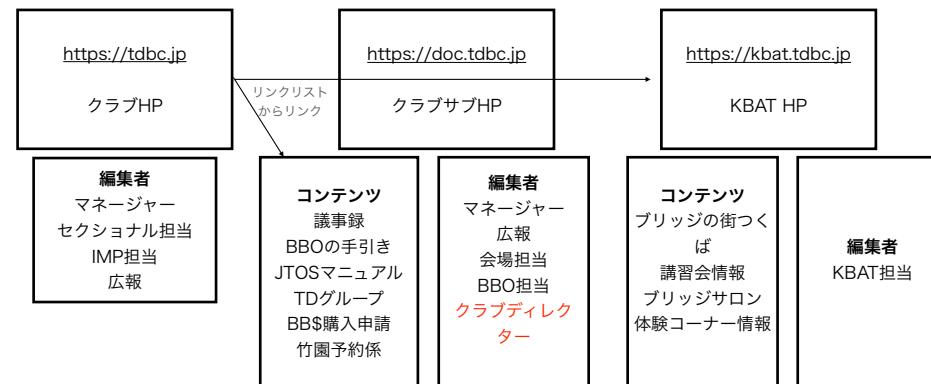 https://tdbc.jp
クラブHP
https://doc.tdbc.jp
クラブサブHP
https://kbat.tdbc.jp
KBAT HP
リンクリスト
からリンク
編集者
マネージャー
セクショナル担当
IMP担当
広報
コンテンツ
議事録
BBOの手引き
JTOSマニュアル
TDグループ
BB$購入申請
竹園予約係
編集者
マネージャー
広報
会場担当
BBO担当
クラブディレク
ター
コンテンツ
ブリッジの街つく
ば
講習会情報
ブリッジサロン
体験コーナー情報
編集者
KBAT担当